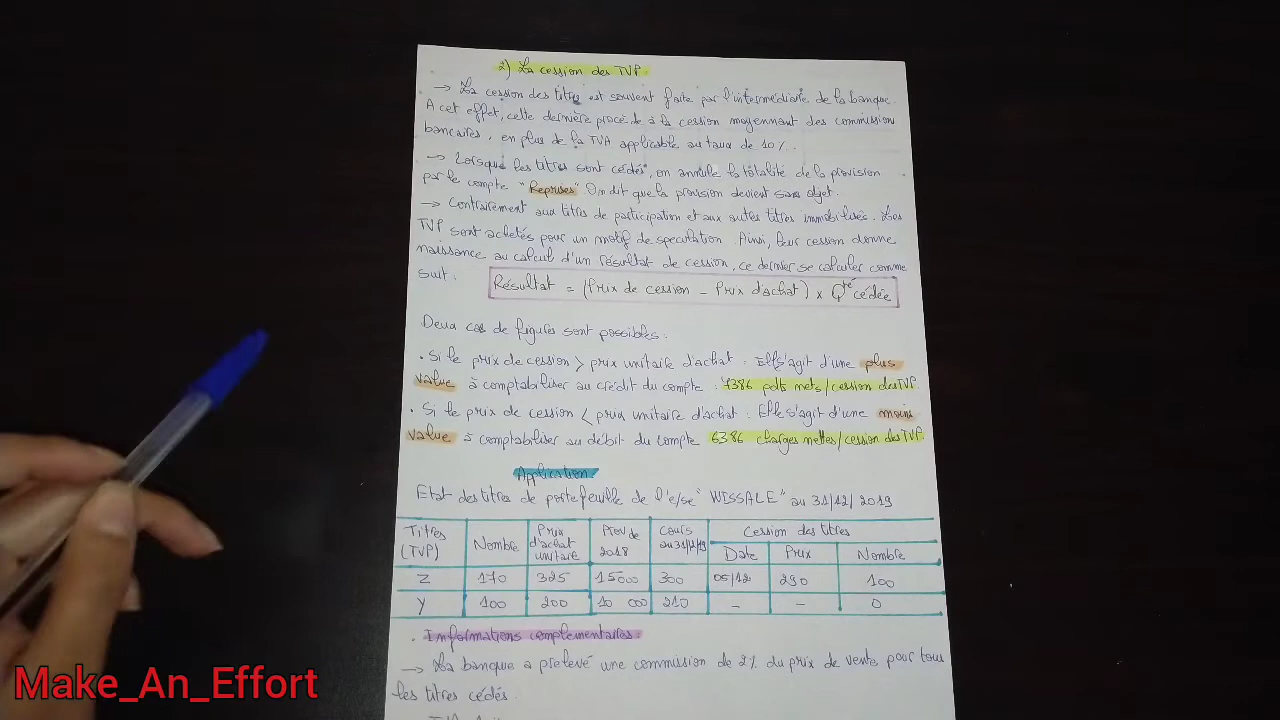 2) La cession des TVP.
→ La cession des titres est souvent faite par l'intermédiaire de la banque.
A cet effet, cette dernière procède à la cession moyennant des commission
bancaires, en plus de la TVA applicable au taux de 10%.
→ Lorsque les titres sont cédés, on annule la totalité de la provision
par le compte "Reprises" On dit que la provision devient sans objet.
→ Contrairement aux titres de participation et aux autres titres immobilisés. Les
TVP sont achetés pour un motif de speculation. Ainsi, leur cession donne
naissance au calcul d'un résultat de cession, ce dernier se calculer comme
suit.
Résultat = (Prix de cession - Prix d'achat) x Qté cédée
Deux cas de figures sont possibles:
. Si le prix de cession > prix unitaire d'achat : Il s'agit d'une plus
value à comptabiliser au crédit du compte : 7386 pdts nets/cession des TVP.
. Si le prix de cession < prix unitaire d'achat : Elle s'agit d'une moins
value à comptabiliser au débit du compte 6386 charges nettes/cession des TVP.
Application
Etat des titres de portefeuille de l'e/se "WISSALE" au 31/12/2019
Titres (TVP) Nombre Prix d'achat unitaire Prov de 2018 Cours au 31/12/19 Cession des titres
Date Prix Nombre
Z 170 325 15000 300 05/12 290 100
Y 100 200 10 000 210 - - 0
. Informations complementaires:
→ La banque a prélevé une commission de 2% du prix de vente pour tous
les titres cédés.
Make_An_Effort